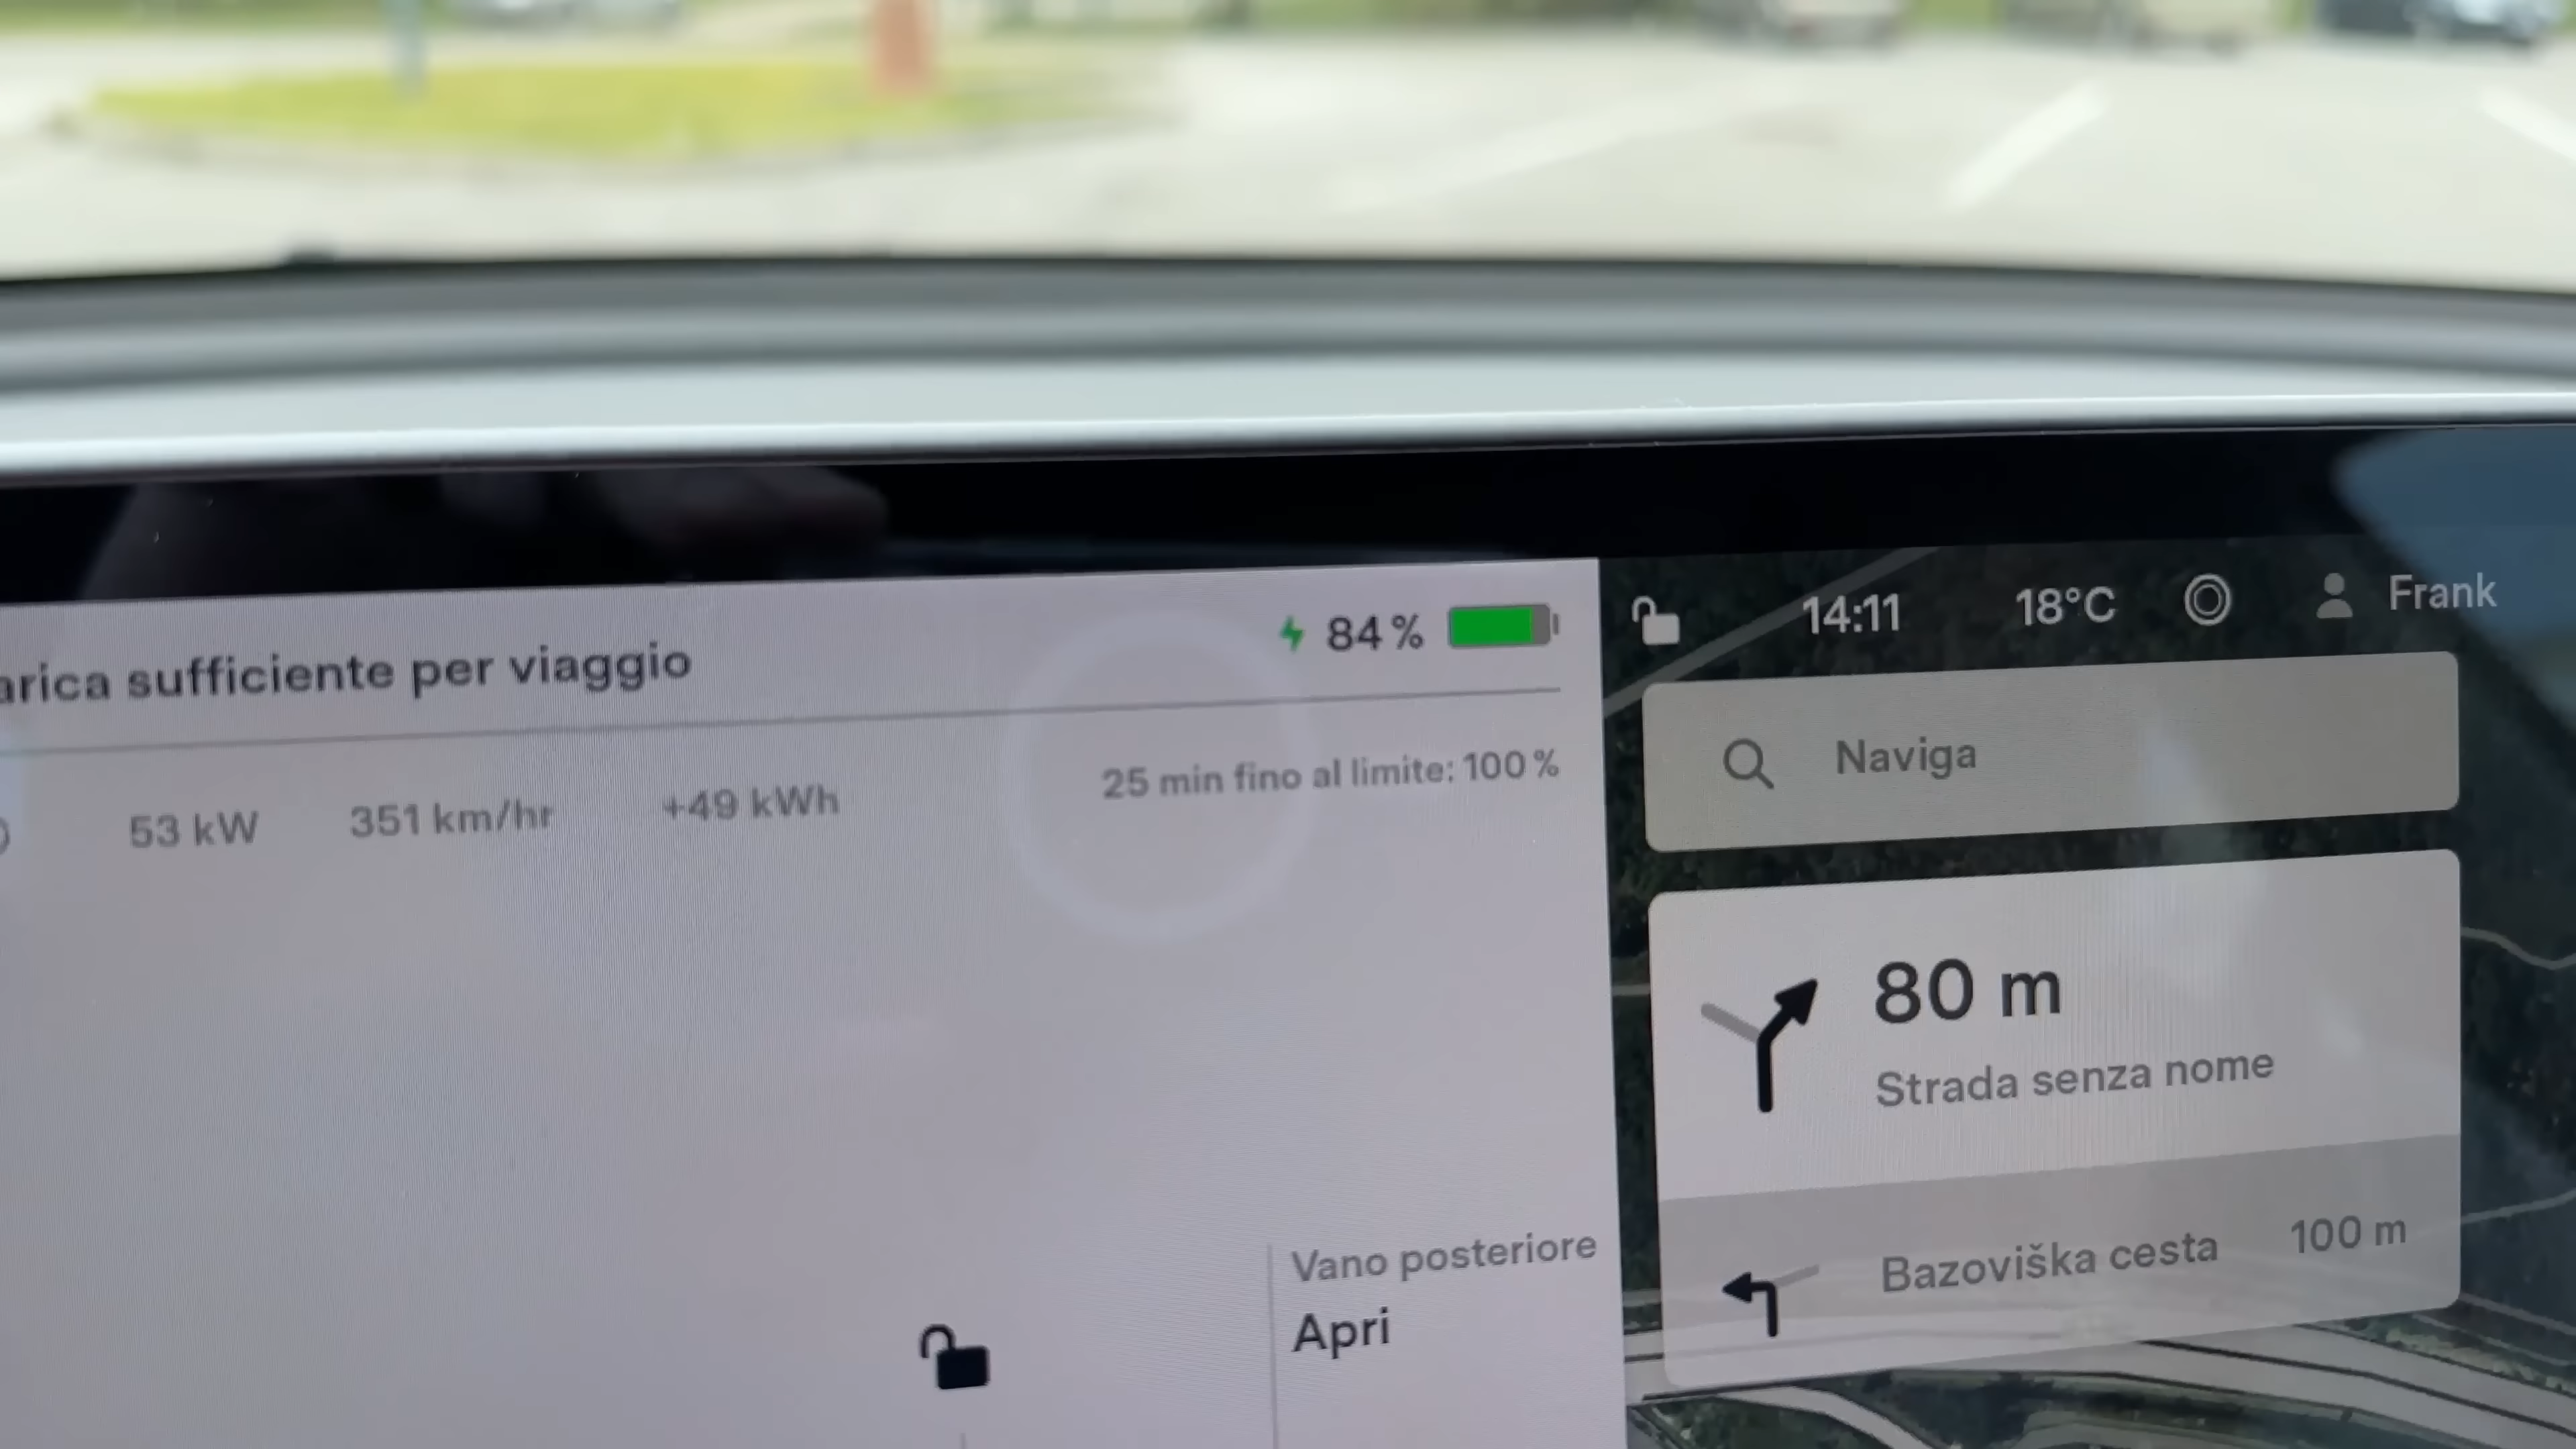 arica sufficiente per viaggio
84 %
53 kW 351 km/hr +49 kWh
25 min fino al limite: 100 %
Vano posteriore
Apri
14:11 18°C Frank
Naviga
80 m
Strada senza nome
Bazoviška cesta 100 m